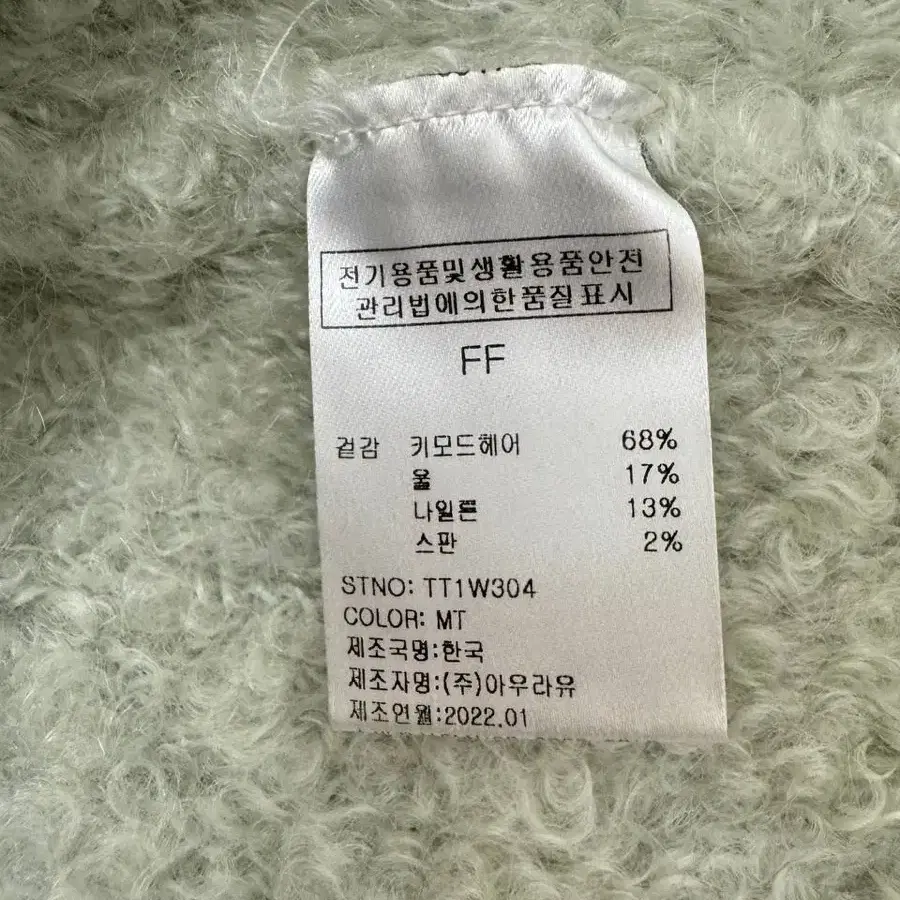 전기용품및생활용품안전
관리법에의한품질표시
FF
겉감 키모드헤어 68%
울 17%
나일론 13%
스판 2%
STNO: TT1W304
COLOR: MT
제조국명:한국
제조자명:(주)아우라유
제조연월:2022.01